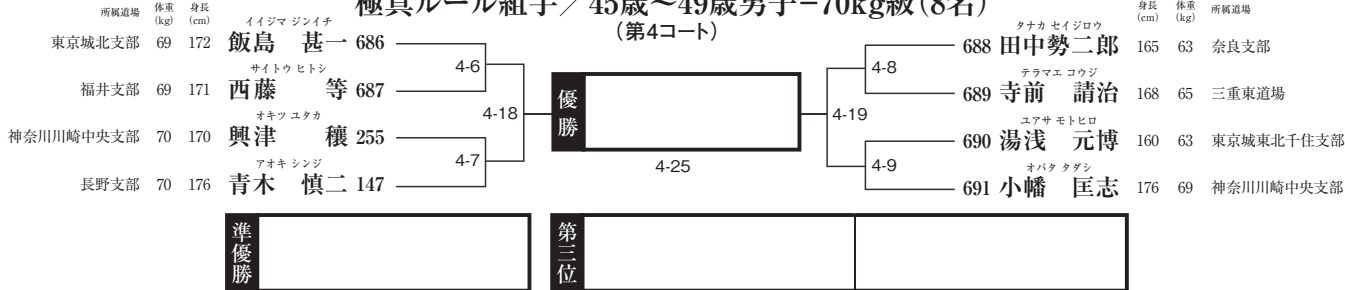 極真ルール組手／45歳～49歳男子-70kg級(8名)
(第4コート)
所属道場 体重(kg) 身長(cm)
東京城北支部 69 172 飯島 甚一 686
イイジマ ジンイチ
福井支部 69 171 西藤 等 687
サイトウ ヒトシ
神奈川川崎中央支部 70 170 興津 穣 255
オキツ ユタカ
長野支部 70 176 青木 慎二 147
アオキ シンジ
4-6
4-7
4-18
優勝
4-25
4-19
4-8
4-9
身長(cm) 体重(kg) 所属道場
タナカ セイジロウ
688 田中勢二郎 165 63 奈良支部
テラマエ コウジ
689 寺前 請治 168 65 三重東道場
ユアサ モトヒロ
690 湯浅 元博 160 63 東京城東北千住支部
オバタ タダシ
691 小幡 匡志 176 69 神奈川川崎中央支部
準優勝
第三位